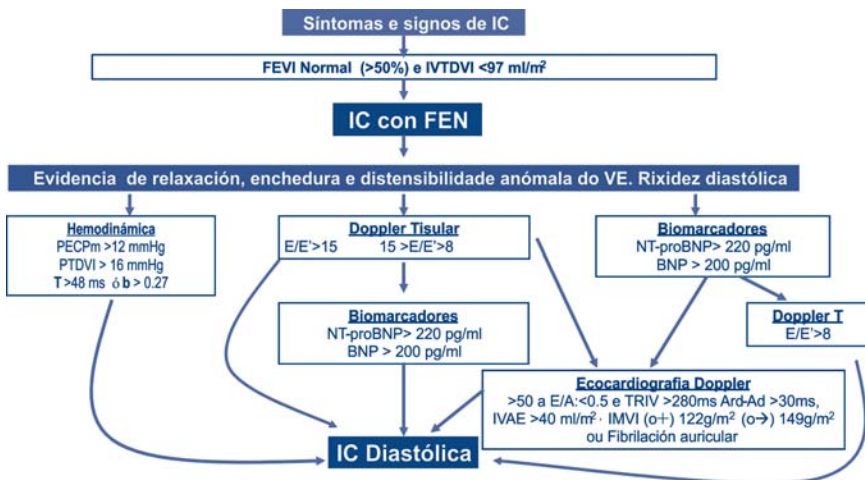 Síntomas e signos de IC
FEVI Normal (>50%) e IVTDVI <97 ml/m²
IC con FEN
Evidencia de relaxación, enchedura e distensibilidade anómala do VE. Rixidez diastólica
Hemodinámica
PECPm >12 mmHg
PTDVI > 16 mmHg
T >48 ms ó b > 0.27
Doppler Tisular
E/E'>15 15 >E/E'>8
Biomarcadores
NT-proBNP> 220 pg/ml
BNP > 200 pg/ml
Biomarcadores
NT-proBNP> 220 pg/ml
BNP > 200 pg/ml
Doppler T
E/E'>8
Ecocardiografia Doppler
>50 a E/A:<0.5 e TRIV >280ms Ard-Ad >30ms,
IVAE >40 ml/m² · IMVI (o+) 122g/m² (o→) 149g/m²
ou Fibrilación auricular
IC Diastólica